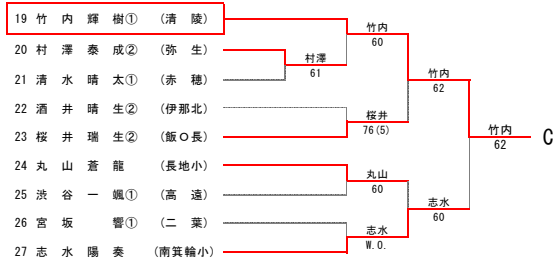 19 竹 内 輝 樹① (清 陵)
20 村 澤 泰 成② (弥 生)
21 清 水 晴 太① (赤 穂)
22 酒 井 晴 生② (伊那北)
23 桜 井 瑞 生② (飯O長)
24 丸 山 蒼 龍 (長地小)
25 渋 谷 一 颯① (高 遠)
26 宮 坂 響① (二 葉)
27 志 水 陽 奏 (南箕輪小)
村澤
61
竹内
60
桜井
76(5)
丸山
60
志水
W.O.
竹内
62
志水
60
竹内
62
C